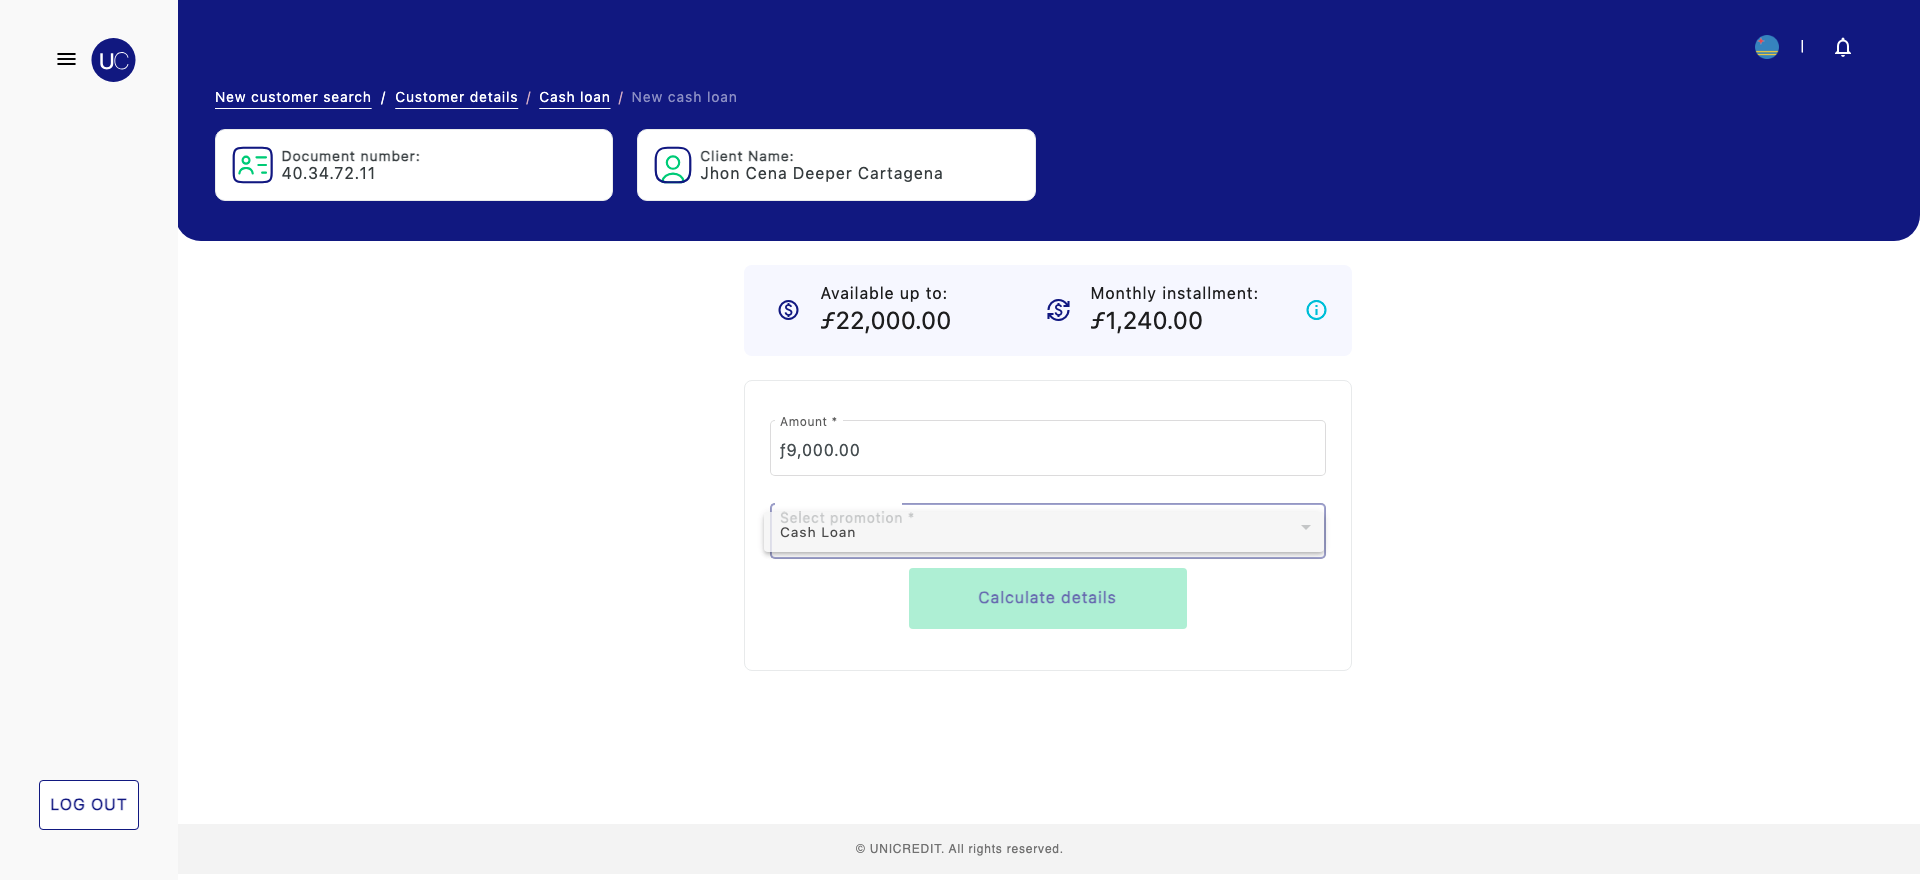 UC
New customer search / Customer details / Cash loan / New cash loan
Document number:
40.34.72.11
Client Name:
Jhon Cena Deeper Cartagena
Available up to:
ƒ22,000.00
Monthly installment:
ƒ1,240.00
Amount *
ƒ9,000.00
Select promotion *
Cash Loan
Calculate details
LOG OUT
© UNICREDIT. All rights reserved.